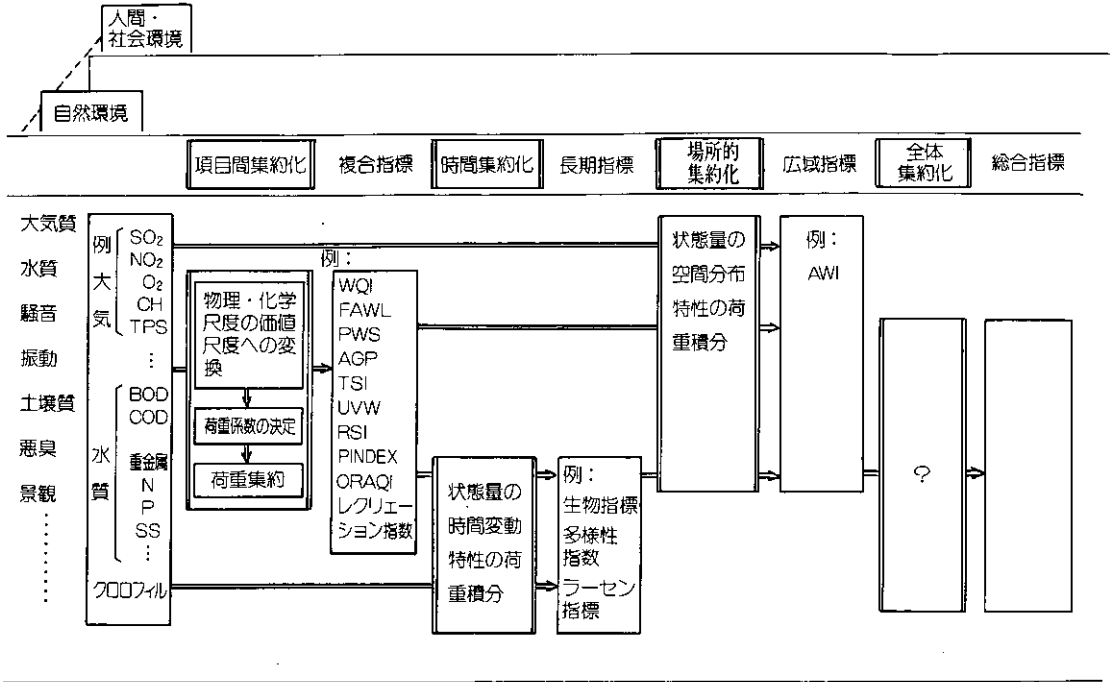 人間・
社会環境
自然環境
項目間集約化
複合指標
時間集約化
長期指標
場所的
集約化
広域指標
全体
集約化
総合指標
大気質
水質
騒音
振動
土壌質
悪臭
景観
⋮
例
大
気
SO₂
NO₂
O₂
CH
TPS
⋮
水
質
BOD
COD
重金属
N
P
SS
⋮
クロロフィル
物理・化学
尺度の価値
尺度への変
換
荷重係数の決定
荷重集約
例：
WQI
FAWL
PWS
AGP
TSI
UVW
RSI
PINDEX
ORAQI
レクリェー
ション指数
状態量の
時間変動
特性の荷
重積分
例：
生物指標
多様性
指数
ラーセン
指標
状態量の
空間分布
特性の荷
重積分
例：
AWI
?